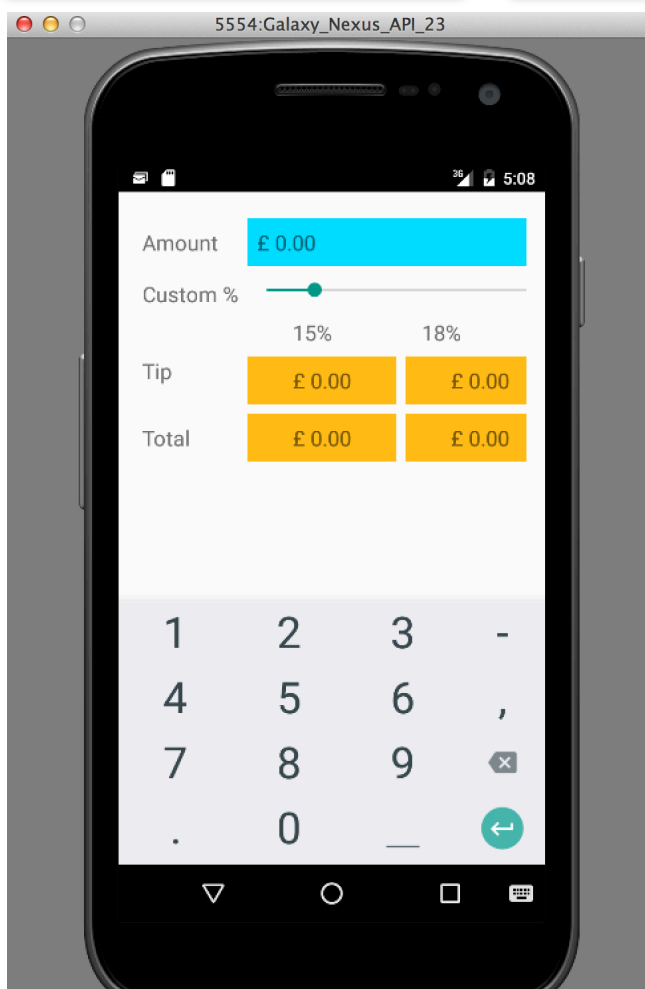 5554:Galaxy_Nexus_API_23
3G 5:08
Amount £ 0.00
Custom %
15% 18%
Tip £ 0.00 £ 0.00
Total £ 0.00 £ 0.00
1 2 3 -
4 5 6 ,
7 8 9
. 0 _